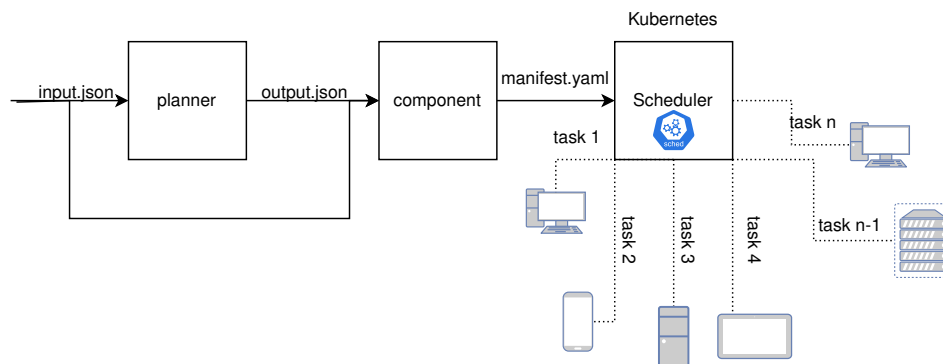 Kubernetes
input.json
planner
output.json
component
manifest.yaml
Scheduler
sched
task 1
task 2
task 3
task 4
task n-1
task n